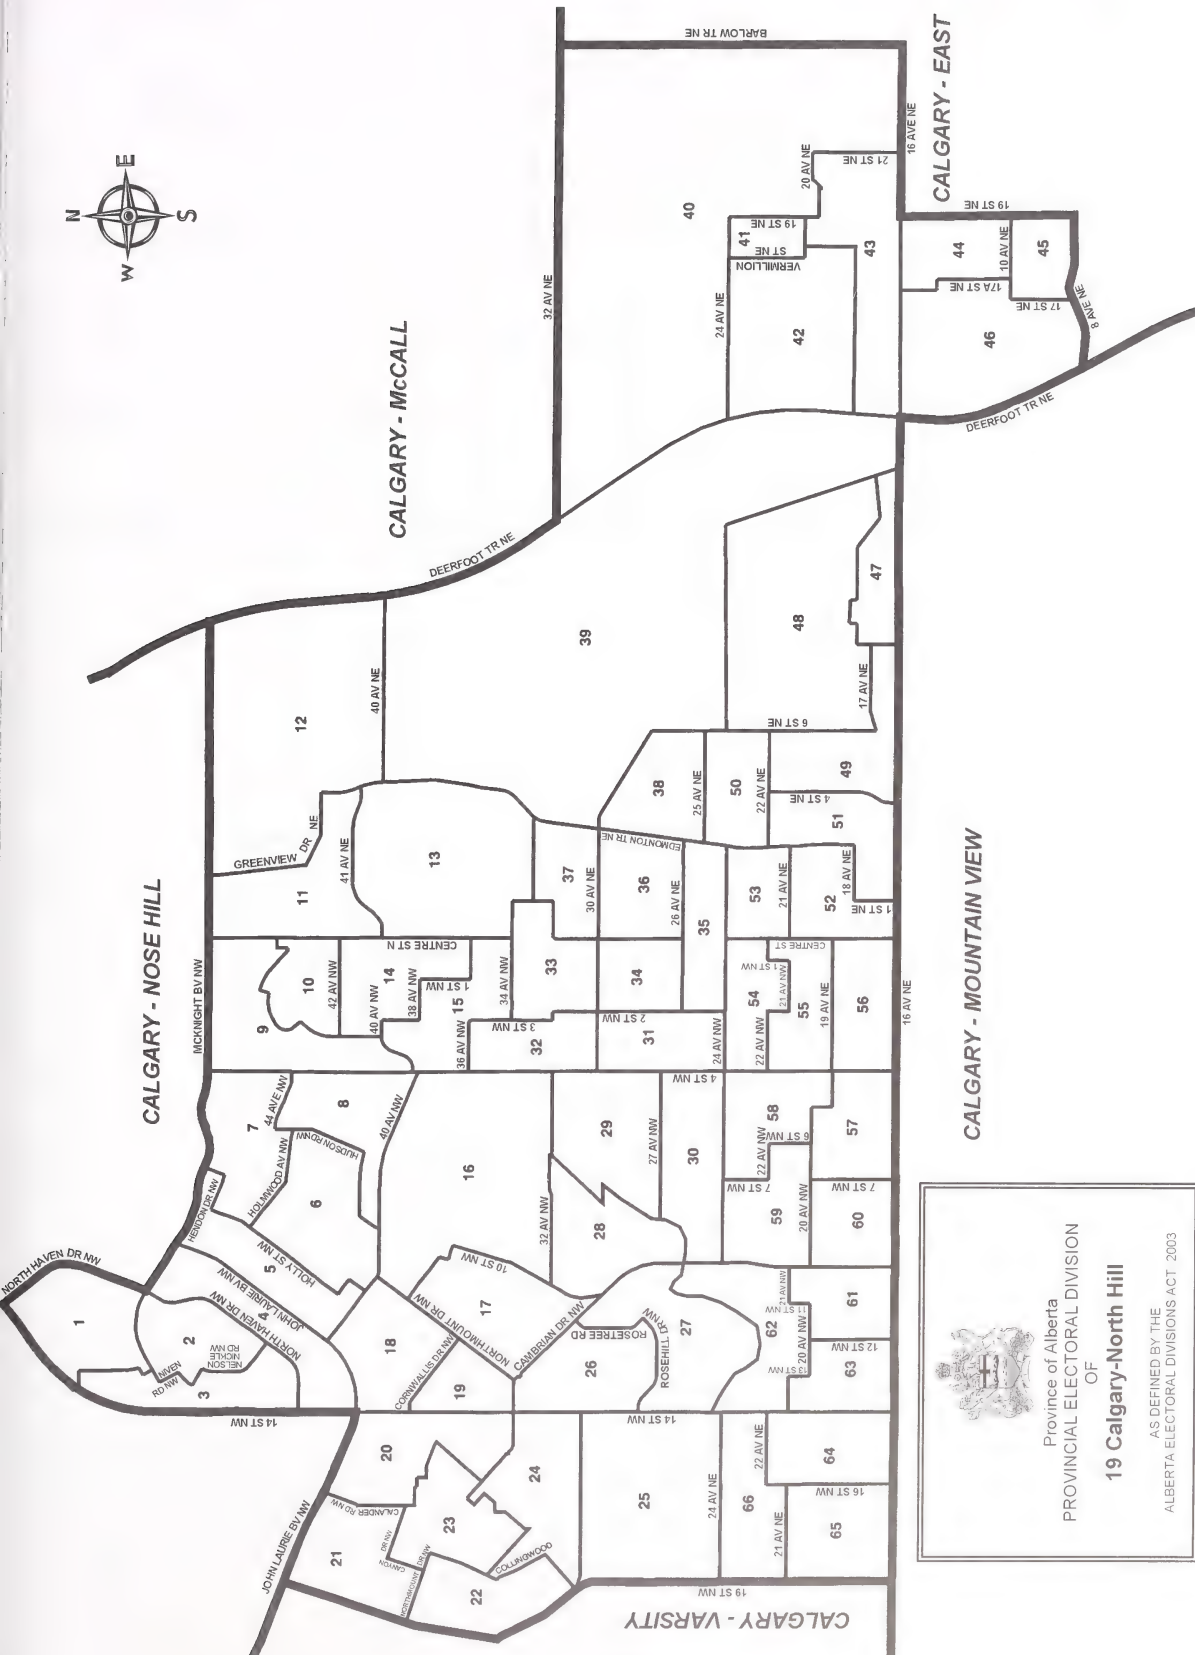 N
E
S
W
CALGARY - NOSE HILL
CALGARY - McCALL
CALGARY - EAST
CALGARY - MOUNTAIN VIEW
CALGARY - VARSITY
NORTH HAVEN DR NW
MCKNIGHT BV NW
DEERFOOT TR NE
32 AV NE
BARLOW TR NE
16 AVE NE
19 ST NE
8 AVE NE
DEERFOOT TR NE
16 AV NE
19 ST NW
JOHN LAURIE BV NW
14 ST NW
1
2
3
NIVEN
RD NW
NELSON
NICKLE
RD NW
4
NORTH HAVEN DR NW
JOHN LAURIE BV NW
5
HOLLY ST NW
HENDON DR NW
6
HOLMWOOD AV NW
HUDSON RD NW
7
44 AVE NW
8
40 AV NW
9
10
42 AV NW
11
GREENVIEW
DR
NE
41 AV NE
12
40 AV NE
13
14
CENTRE ST N
40 AV NW
38 AV NW
1 ST NW
15
36 AV NW
34 AV NW
3 ST NW
16
32 AV NW
17
10 ST NW
NORTHMOUNT DR NW
CAMBRIAN DR NW
18
CORNWALLIS DR NW
19
20
CALANDER RD NW
21
CANYON
DR NW
NORTHMOUNT
DR NW
22
COLLINGWOOD
23
24
25
24 AV NE
14 ST NW
26
ROSETREE RD
ROSEHILL DR NW
27
28
29
27 AV NW
30
4 ST NW
31
2 ST NW
24 AV NW
32
33
34
35
36
30 AV NE
26 AV NE
EDMONTON TR NE
37
38
25 AV NE
39
40
41
19 ST NE
VERMILLION
ST NE
20 AV NE
21 ST NE
42
24 AV NE
43
44
10 AV NE
17A ST NE
45
17 ST NE
46
47
48
17 AV NE
6 ST NE
49
4 ST NE
50
22 AV NE
51
52
18 AV NE
1 ST NE
53
21 AV NE
54
CENTRE ST
1 ST NW
21 AV NW
22 AV NW
55
19 AV NE
56
57
58
6 ST NW
22 AV NW
7 ST NW
59
20 AV NW
60
7 ST NW
61
21 AV NW
11 ST NW
62
20 AV NW
13 ST NW
12 ST NW
63
64
22 AV NE
16 ST NW
65
21 AV NE
66
Province of Alberta
PROVINCIAL ELECTORAL DIVISION
OF
19 Calgary-North Hill
AS DEFINED BY THE
ALBERTA ELECTORAL DIVISIONS ACT 2003